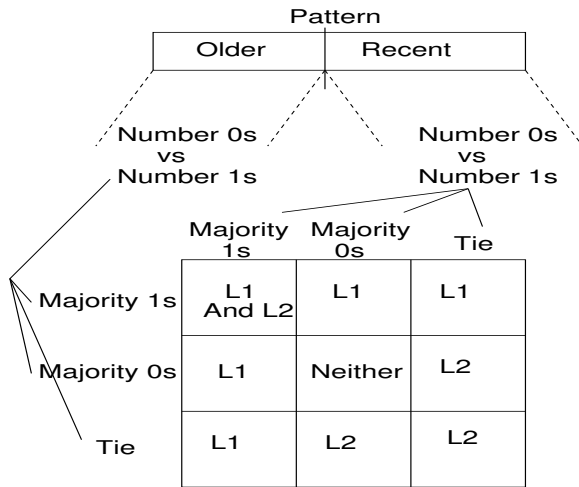 Pattern
Older Recent
Number 0s Number 0s
vs vs
Number 1s Number 1s
Majority 1s Majority 0s Tie
Majority 1s L1 And L2 L1 L1
Majority 0s L1 Neither L2
Tie L1 L2 L2